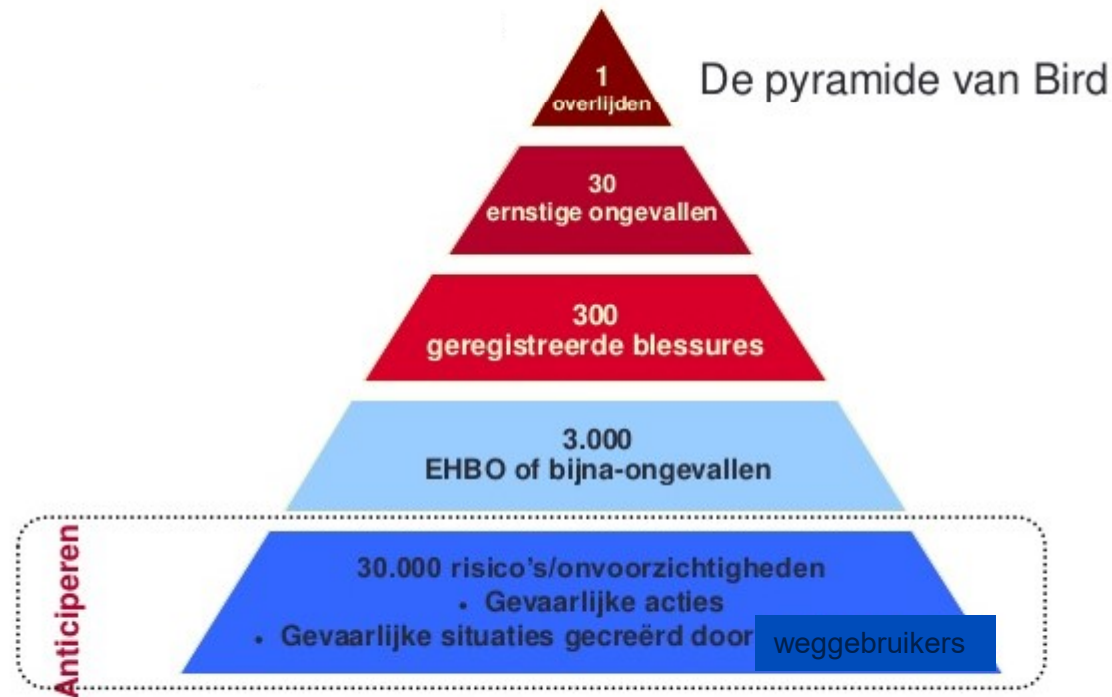 De pyramide van Bird
1
overlijden
30
ernstige ongevallen
300
geregistreerde blessures
3.000
EHBO of bijna-ongevallen
Anticiperen
30.000 risico's/onvoorzichtigheden
• Gevaarlijke acties
• Gevaarlijke situaties gecreërd door weggebruikers